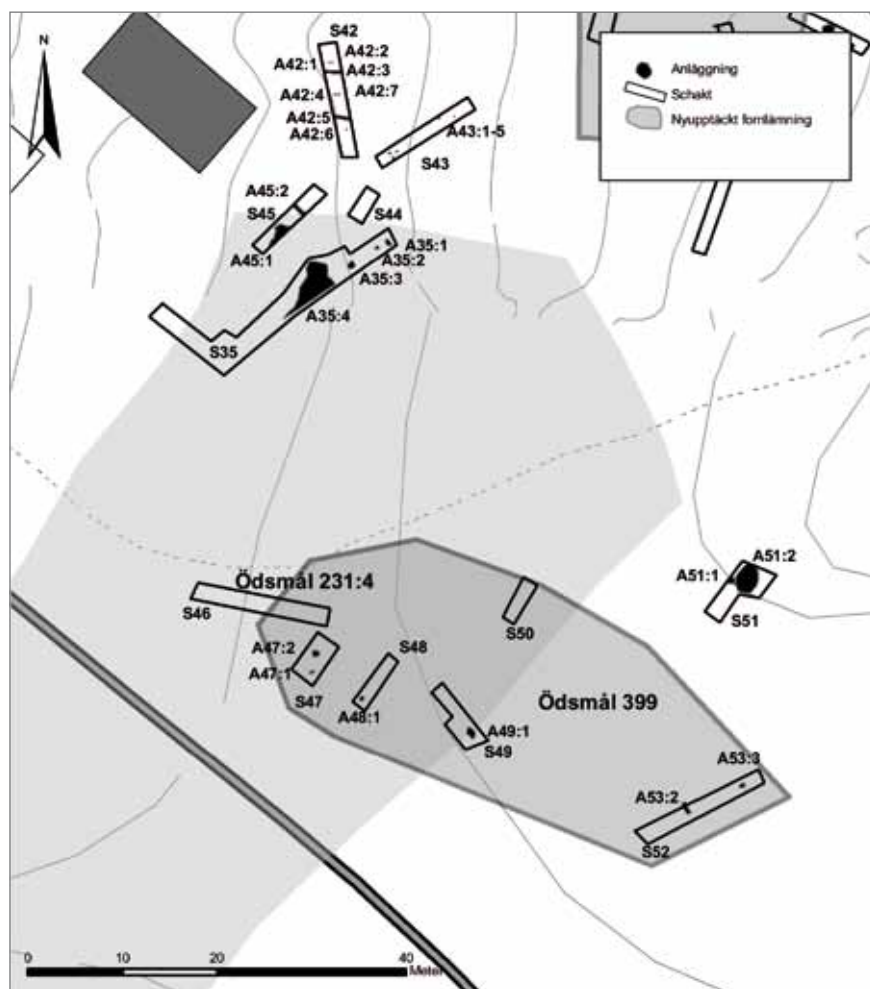 N
S42
A42:2
A42:1
A42:3
A42:4
A42:7
A42:5
A42:6
A43:1-5
S43
Anläggning
Schakt
Nyupptäckt fornlämning
A45:2
S45
S44
A45:1
A35:1
A35:2
A35:3
A35:4
S35
A51:2
A51:1
S51
Ödsmål 231:4
S46
S50
A47:2
S48
A47:1
S47
A48:1
Ödsmål 399
A49:1
S49
A53:3
A53:2
S52
0 10 20 40
Meter